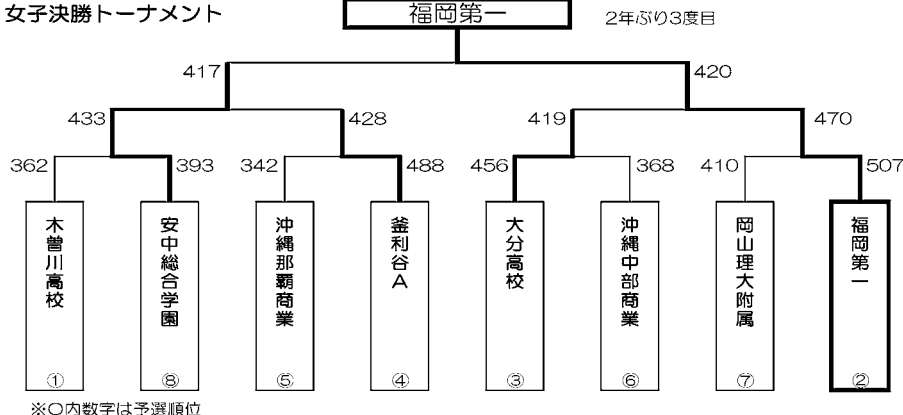 女子決勝トーナメント
福岡第一
2年ぶり3度目
417
420
433
428
419
470
362
393
342
488
456
368
410
507
木曽川高校
①
安中総合学園
⑧
沖縄那覇商業
⑤
釜利谷A
④
大分高校
③
沖縄中部商業
⑥
岡山理大附属
⑦
福岡第一
②
※○内数字は予選順位